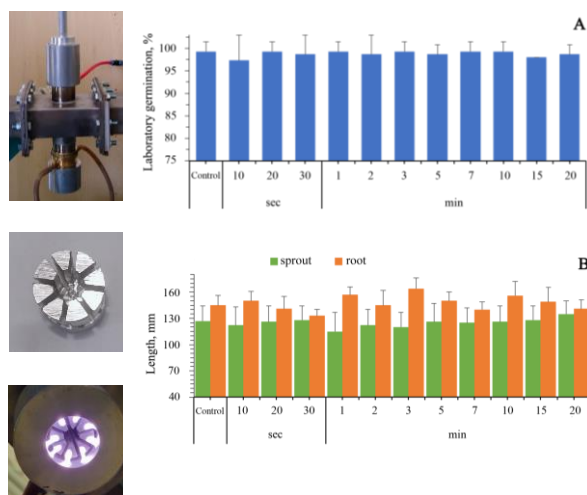 A
Laboratory germination, %
100
95
90
85
80
75
Control 10 20 30 1 2 3 5 7 10 15 20
sec min
B
sprout root
Length, mm
160
130
100
70
40
Control 10 20 30 1 2 3 5 7 10 15 20
sec min